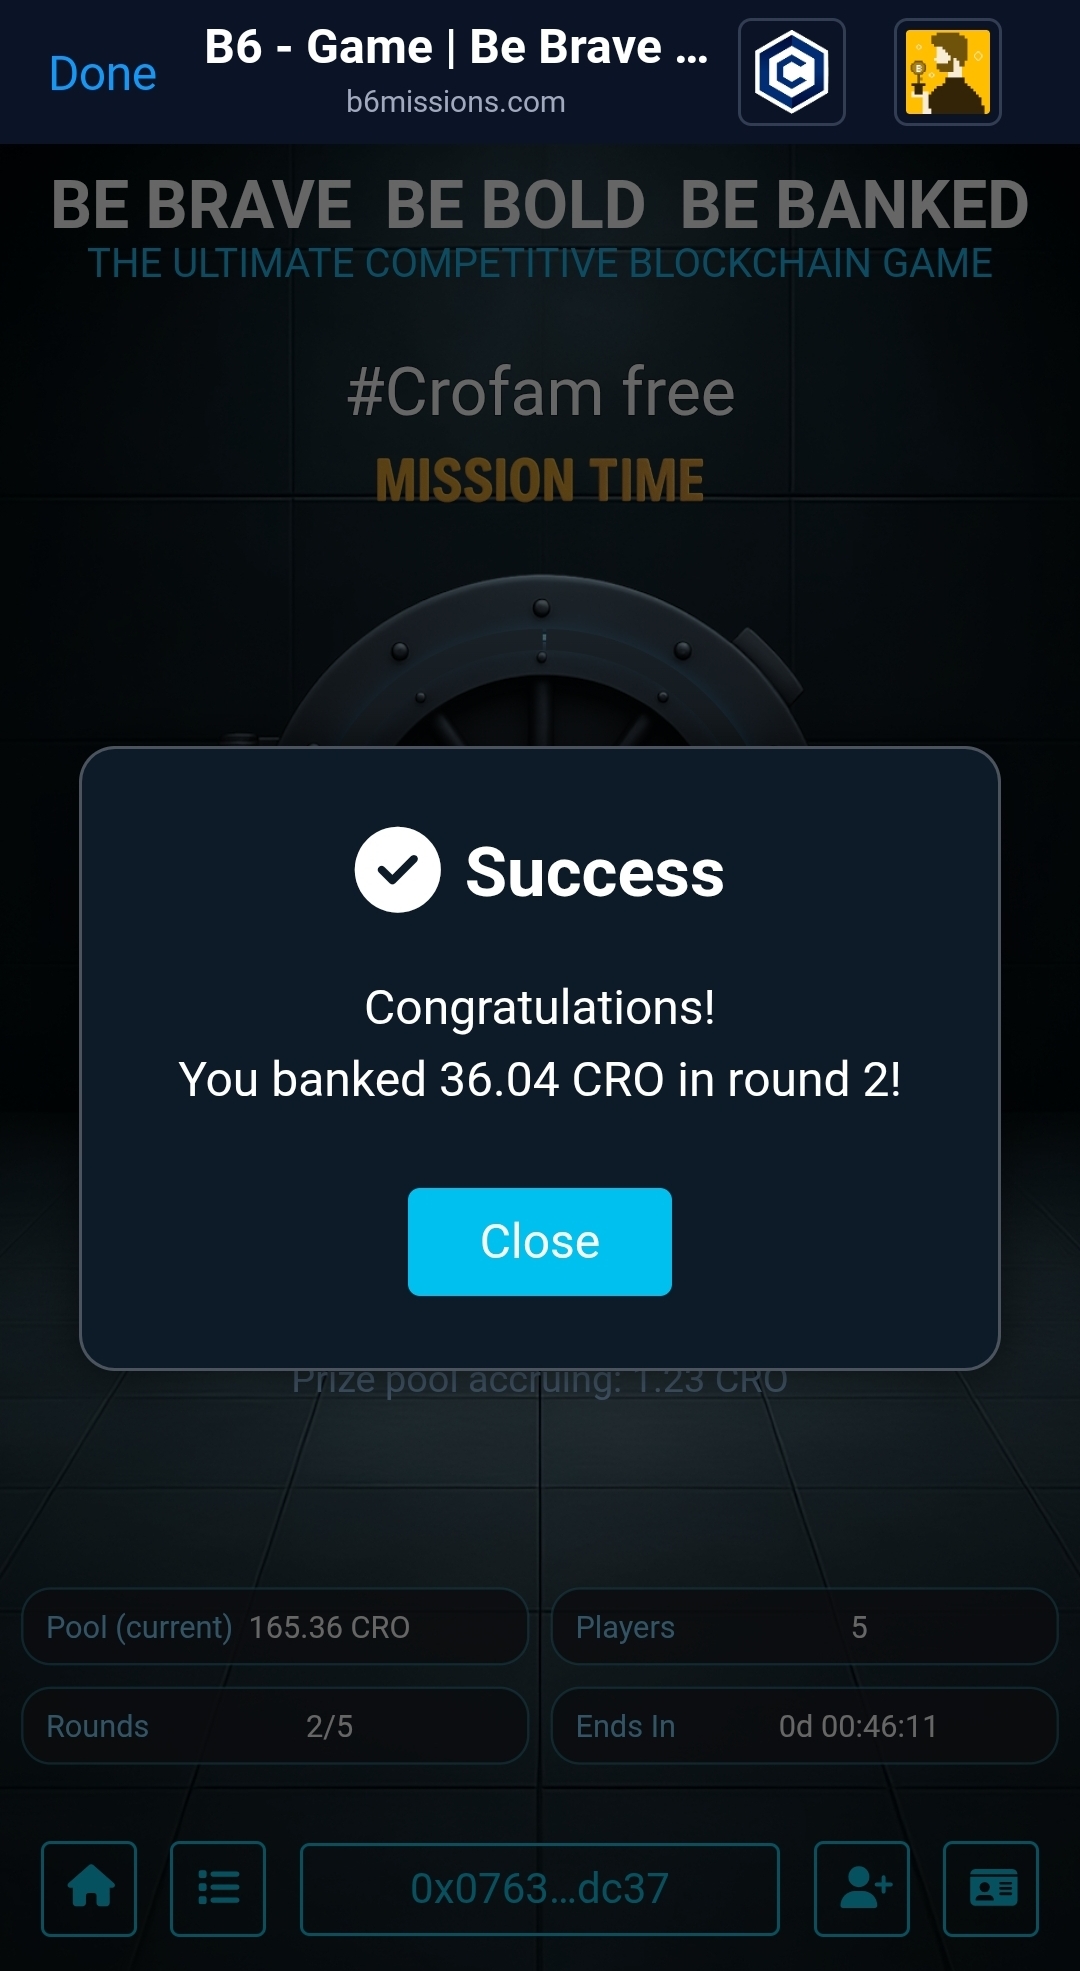 Done
B6 - Game | Be Brave ...
b6missions.com
BE BRAVE BE BOLD BE BANKED
THE ULTIMATE COMPETITIVE BLOCKCHAIN GAME
#Crofam free
MISSION TIME
Success
Congratulations!
You banked 36.04 CRO in round 2!
Close
Prize pool accruing: 1.23 CRO
Pool (current) 165.36 CRO
Players 5
Rounds 2/5
Ends In 0d 00:46:11
0x0763...dc37